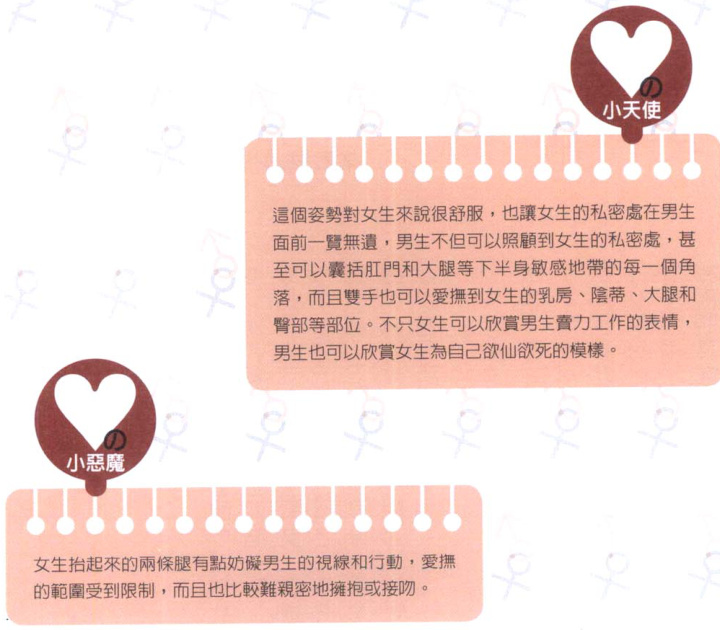 の
小天使
這個姿勢對女生來說很舒服，也讓女生的私密處在男生
面前一覽無遺，男生不但可以照顧到女生的私密處，甚
至可以囊括肛門和大腿等下半身敏感地帶的每一個角
落，而且雙手也可以愛撫到女生的乳房、陰蒂、大腿和
臀部等部位。不只女生可以欣賞男生賣力工作的表情，
男生也可以欣賞女生為自己欲仙欲死的模樣。
の
小惡魔
女生抬起來的兩條腿有點妨礙男生的視線和行動，愛撫
的範圍受到限制，而且也比較難親密地擁抱或接吻。